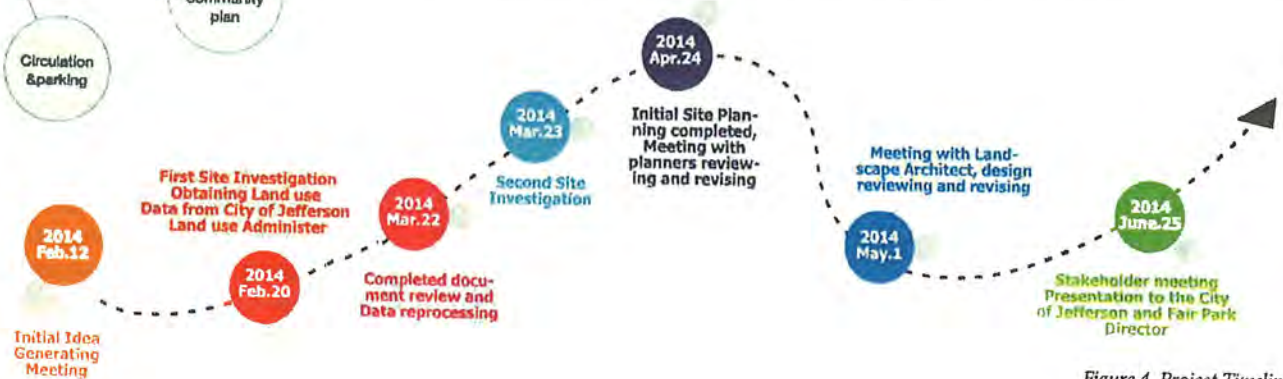 plan
Circulation
&parking
2014
Feb.12
Initial Idea
Generating
Meeting
First Site Investigation
Obtaining Land use
Data from City of Jefferson
Land use Administer
2014
Feb.20
2014
Mar.22
Completed docu-
ment review and
Data reprocessing
2014
Mar.23
Second Site
Investigation
2014
Apr.24
Initial Site Plan-
ning completed,
Meeting with
planners review-
ing and revising
Meeting with Land-
scape Architect, design
reviewing and revising
2014
May.1
2014
June.25
Stakeholder meeting
Presentation to the City
of Jefferson and Fair Park
Director
Figure 4. Project